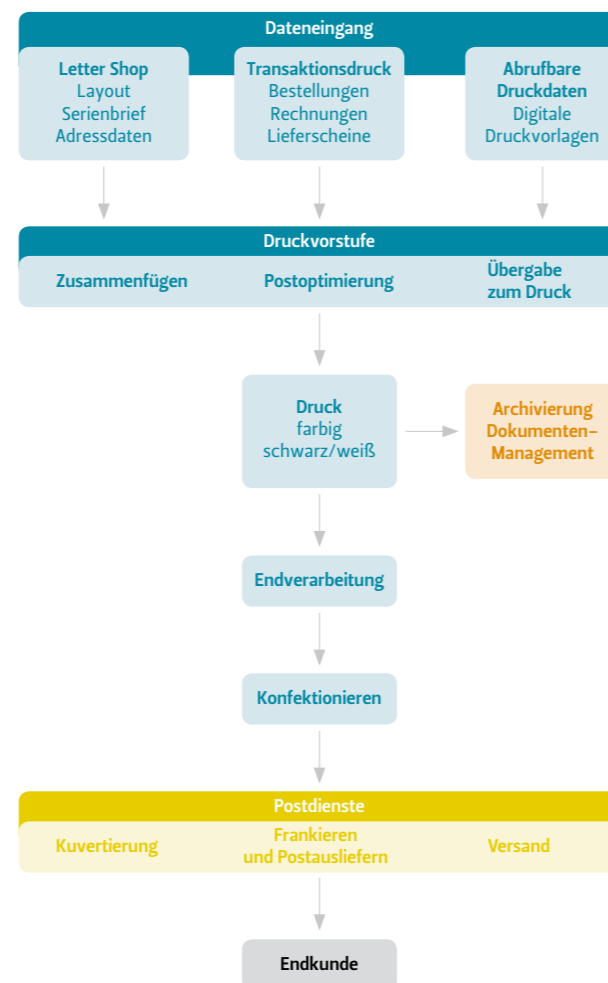 Dateneingang
Letter Shop
Layout
Serienbrief
Adressdaten
Transaktionsdruck
Bestellungen
Rechnungen
Lieferscheine
Abrufbare
Druckdaten
Digitale
Druckvorlagen
Druckvorstufe
Zusammenfügen
Postoptimierung
Übergabe
zum Druck
Druck
farbig
schwarz/weiß
Archivierung
Dokumenten–
Management
Endverarbeitung
Konfektionieren
Postdienste
Kuvertierung
Frankieren
und Postausliefern
Versand
Endkunde